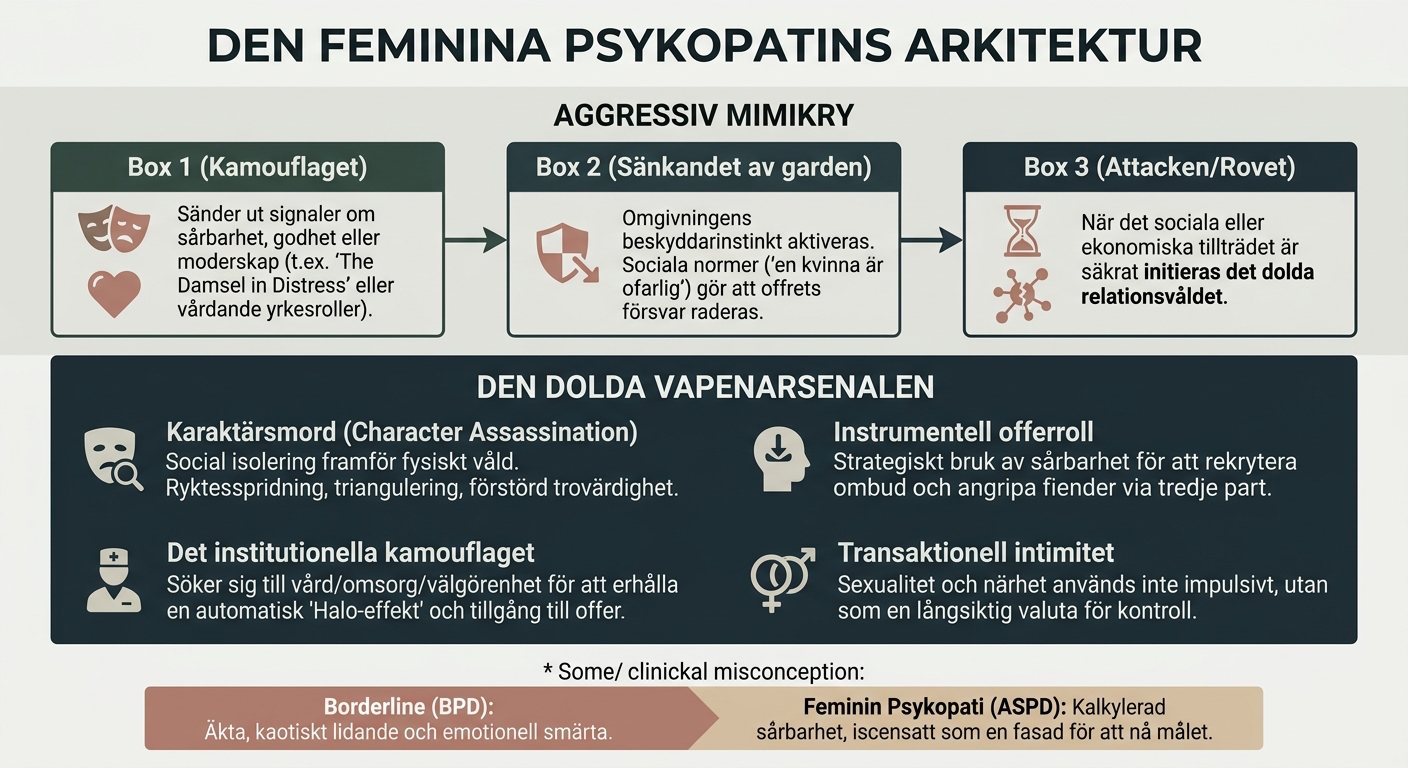 DEN FEMININA PSYKOPATINS ARKITEKTUR
AGGRESSIV MIMIKRY
Box 1 (Kamouflaget)
Sänder ut signaler om
sårbarhet, godhet eller
moderskap (t.ex. 'The
Damsel in Distress' eller
vårdande yrkesroller).
Box 2 (Sänkandet av garden)
Omgivningens
beskyddarinstinkt aktiveras.
Sociala normer ('en kvinna är
ofarlig') gör att offrets
försvar raderas.
Box 3 (Attacken/Rovet)
När det sociala eller
ekonomiska tillträdet är
säkrat initieras det dolda
relationsvåldet.
DEN DOLDA VAPENARSENALEN
Karaktärsmord (Character Assassination)
Social isolering framför fysiskt våld.
Ryktesspridning, triangulering, förstörd trovärdighet.
Instrumentell offerroll
Strategiskt bruk av sårbarhet för att rekrytera
ombud och angripa fiender via tredje part.
Det institutionella kamouflaget
Söker sig till vård/omsorg/välgörenhet för att erhålla
en automatisk 'Halo-effekt' och tillgång till offer.
Transaktionell intimitet
Sexualitet och närhet används inte impulsivt, utan
som en långsiktig valuta för kontroll.
* Some/ clinickal misconception:
Borderline (BPD):
Äkta, kaotiskt lidande och emotionell smärta.
Feminin Psykopati (ASPD): Kalkylerad
sårbarhet, iscensatt som en fasad för att nå målet.